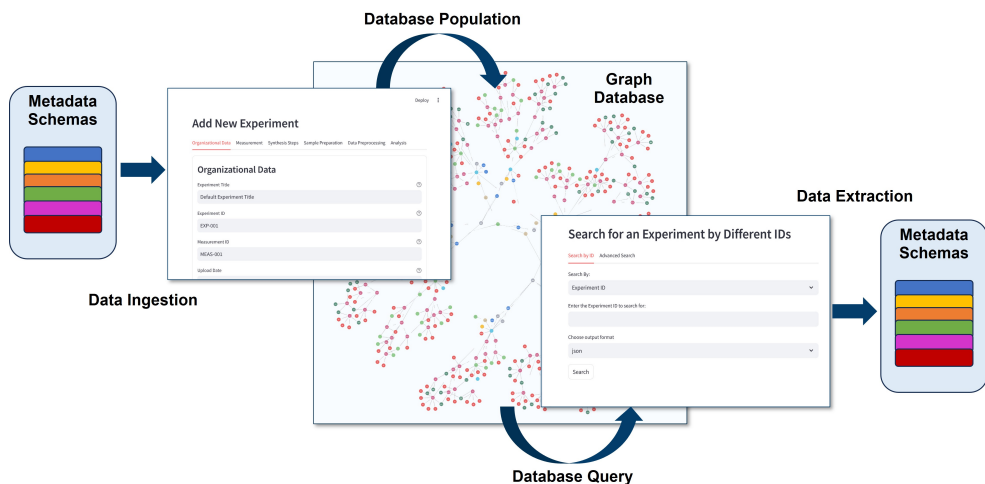 Database Population
Metadata
Schemas
Deploy
Add New Experiment
Organizational Data Measurement Synthesis Steps Sample Preparation Data Preprocessing Analysis
Organizational Data
Experiment Title
Default Experiment Title
Experiment ID
EXP-001
Measurement ID
MEAS-001
Upload Date
Data Ingestion
Graph
Database
Search for an Experiment by Different IDs
Search by ID Advanced Search
Search By:
Experiment ID
Enter the Experiment ID to search for:
Choose output format
json
Search
Data Extraction
Metadata
Schemas
Database Query